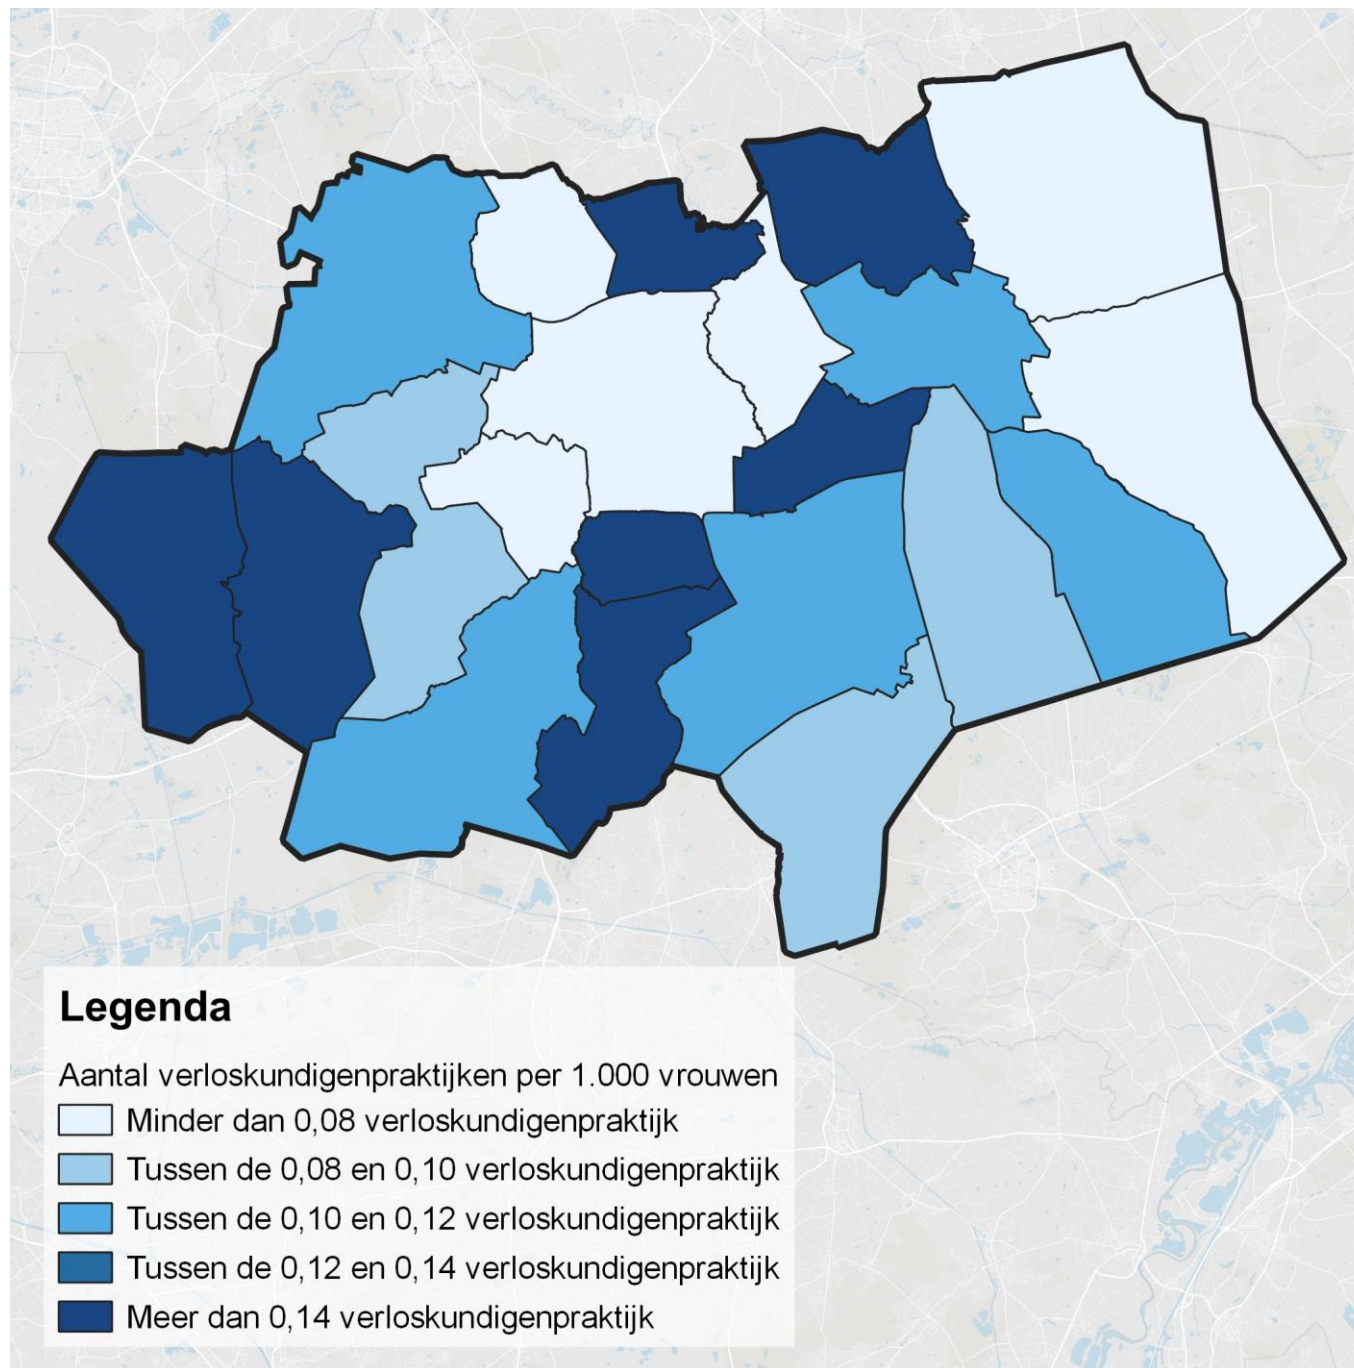 Legenda
Aantal verloskundigenpraktijken per 1.000 vrouwen
Minder dan 0,08 verloskundigenpraktijk
Tussen de 0,08 en 0,10 verloskundigenpraktijk
Tussen de 0,10 en 0,12 verloskundigenpraktijk
Tussen de 0,12 en 0,14 verloskundigenpraktijk
Meer dan 0,14 verloskundigenpraktijk